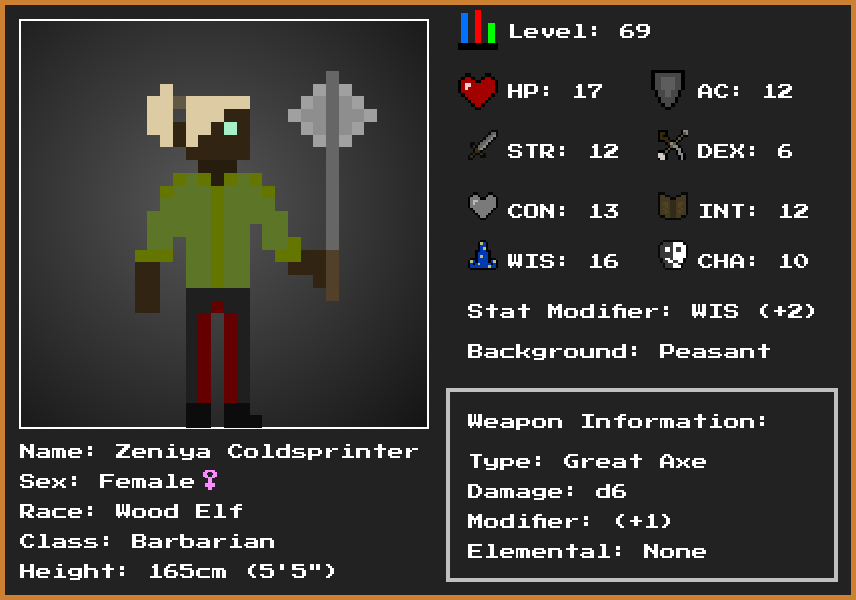 Level: 69
HP: 17
AC: 12
STR: 12
DEX: 6
CON: 13
INT: 12
WIS: 16
CHA: 10
Stat Modifier: WIS (+2)
Background: Peasant
Weapon Information:
Type: Great Axe
Damage: d6
Modifier: (+1)
Elemental: None
Name: Zeniya Coldsprinter
Sex: Female♀
Race: Wood Elf
Class: Barbarian
Height: 165cm (5'5")